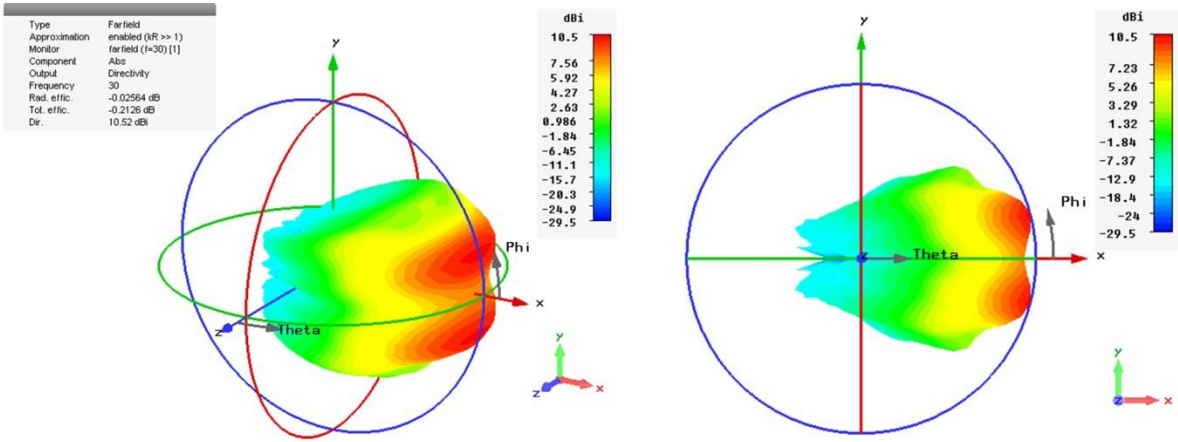 Type Farfield
Approximation enabled (kR >> 1)
Monitor farfield (f=30) [1]
Component Abs
Output Directivity
Frequency 30
Rad. effic. -0.02564 dB
Tot. effic. -0.2126 dB
Dir. 10.52 dBi
dBi
10.5
7.56
5.92
4.27
2.63
0.986
-1.84
-6.45
-11.1
-15.7
-20.3
-24.9
-29.5
y
Phi
x
z
Theta
y
x
z
dBi
10.5
7.23
5.26
3.29
1.32
-1.84
-7.37
-12.9
-18.4
-24
-29.5
y
Phi
z
Theta
x
y
z
x